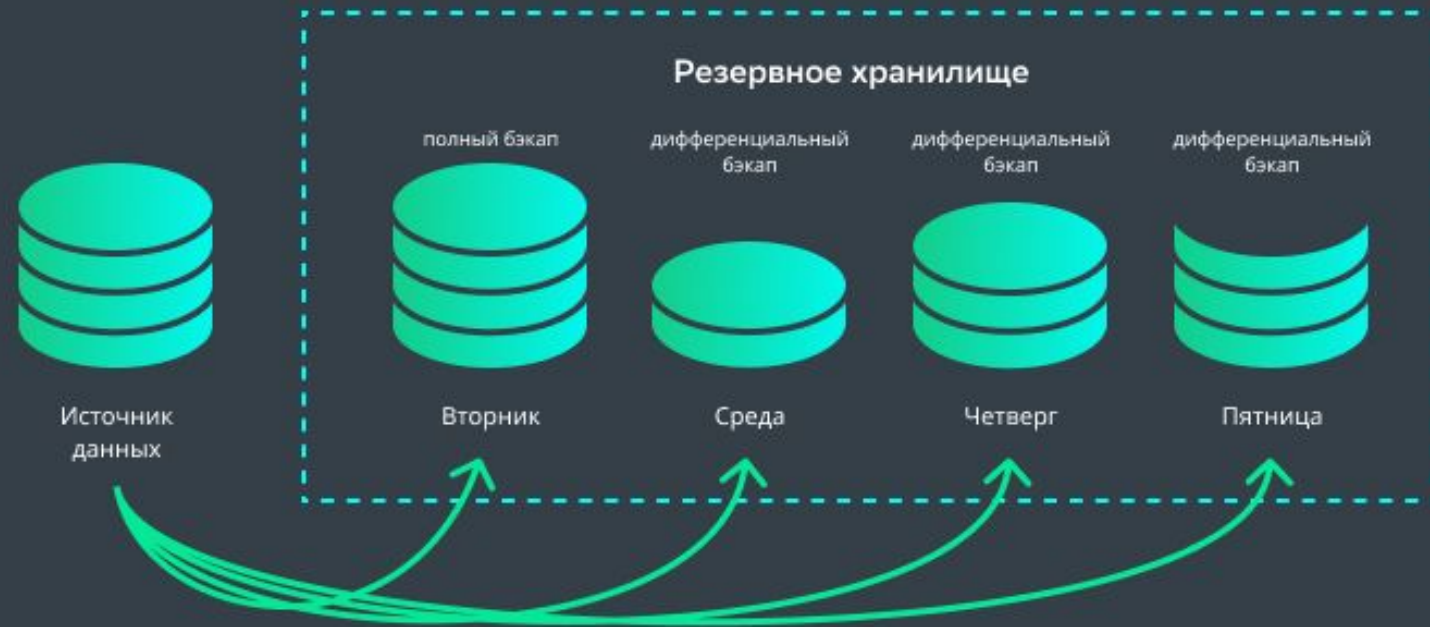 Резервное хранилище
полный бэкап
дифференциальный
бэкап
дифференциальный
бэкап
дифференциальный
бэкап
Источник
данных
Вторник
Среда
Четверг
Пятница